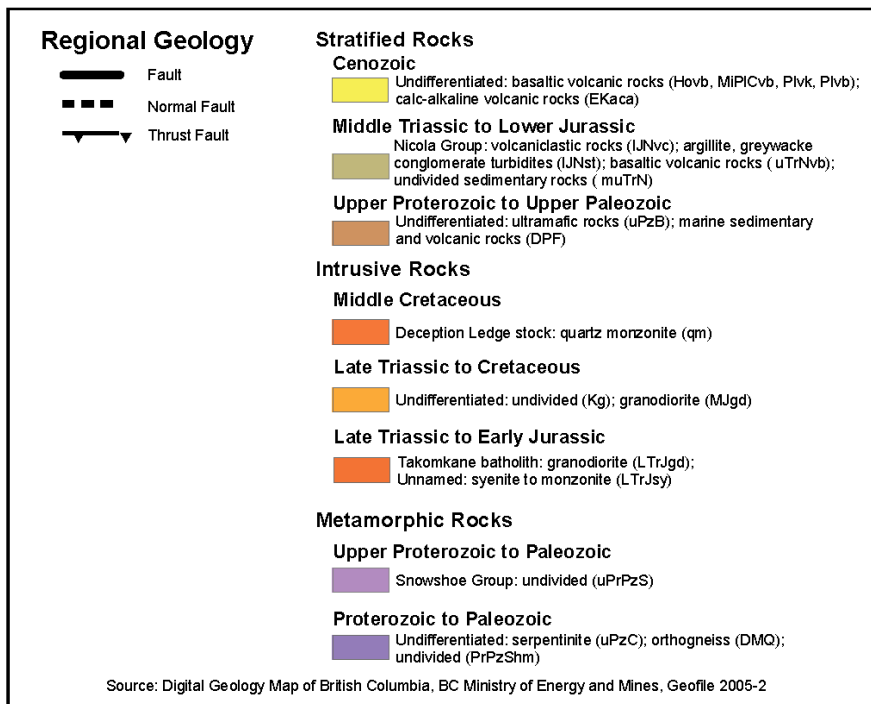 Regional Geology
Fault
Normal Fault
Thrust Fault
Stratified Rocks
Cenozoic
Undifferentiated: basaltic volcanic rocks (Hovb, MiPlCvb, Plvk, Plvb);
calc-alkaline volcanic rocks (EKaca)
Middle Triassic to Lower Jurassic
Nicola Group: volcaniclastic rocks (lJNvc); argillite, greywacke
conglomerate turbidites (lJNst); basaltic volcanic rocks ( uTrNvb);
undivided sedimentary rocks ( muTrN)
Upper Proterozoic to Upper Paleozoic
Undifferentiated: ultramafic rocks (uPzB); marine sedimentary
and volcanic rocks (DPF)
Intrusive Rocks
Middle Cretaceous
Deception Ledge stock: quartz monzonite (qm)
Late Triassic to Cretaceous
Undifferentiated: undivided (Kg); granodiorite (MJgd)
Late Triassic to Early Jurassic
Takomkane batholith: granodiorite (LTrJgd);
Unnamed: syenite to monzonite (LTrJsy)
Metamorphic Rocks
Upper Proterozoic to Paleozoic
Snowshoe Group: undivided (uPrPzS)
Proterozoic to Paleozoic
Undifferentiated: serpentinite (uPzC); orthogneiss (DMQ);
undivided (PrPzShm)
Source: Digital Geology Map of British Columbia, BC Ministry of Energy and Mines, Geofile 2005-2